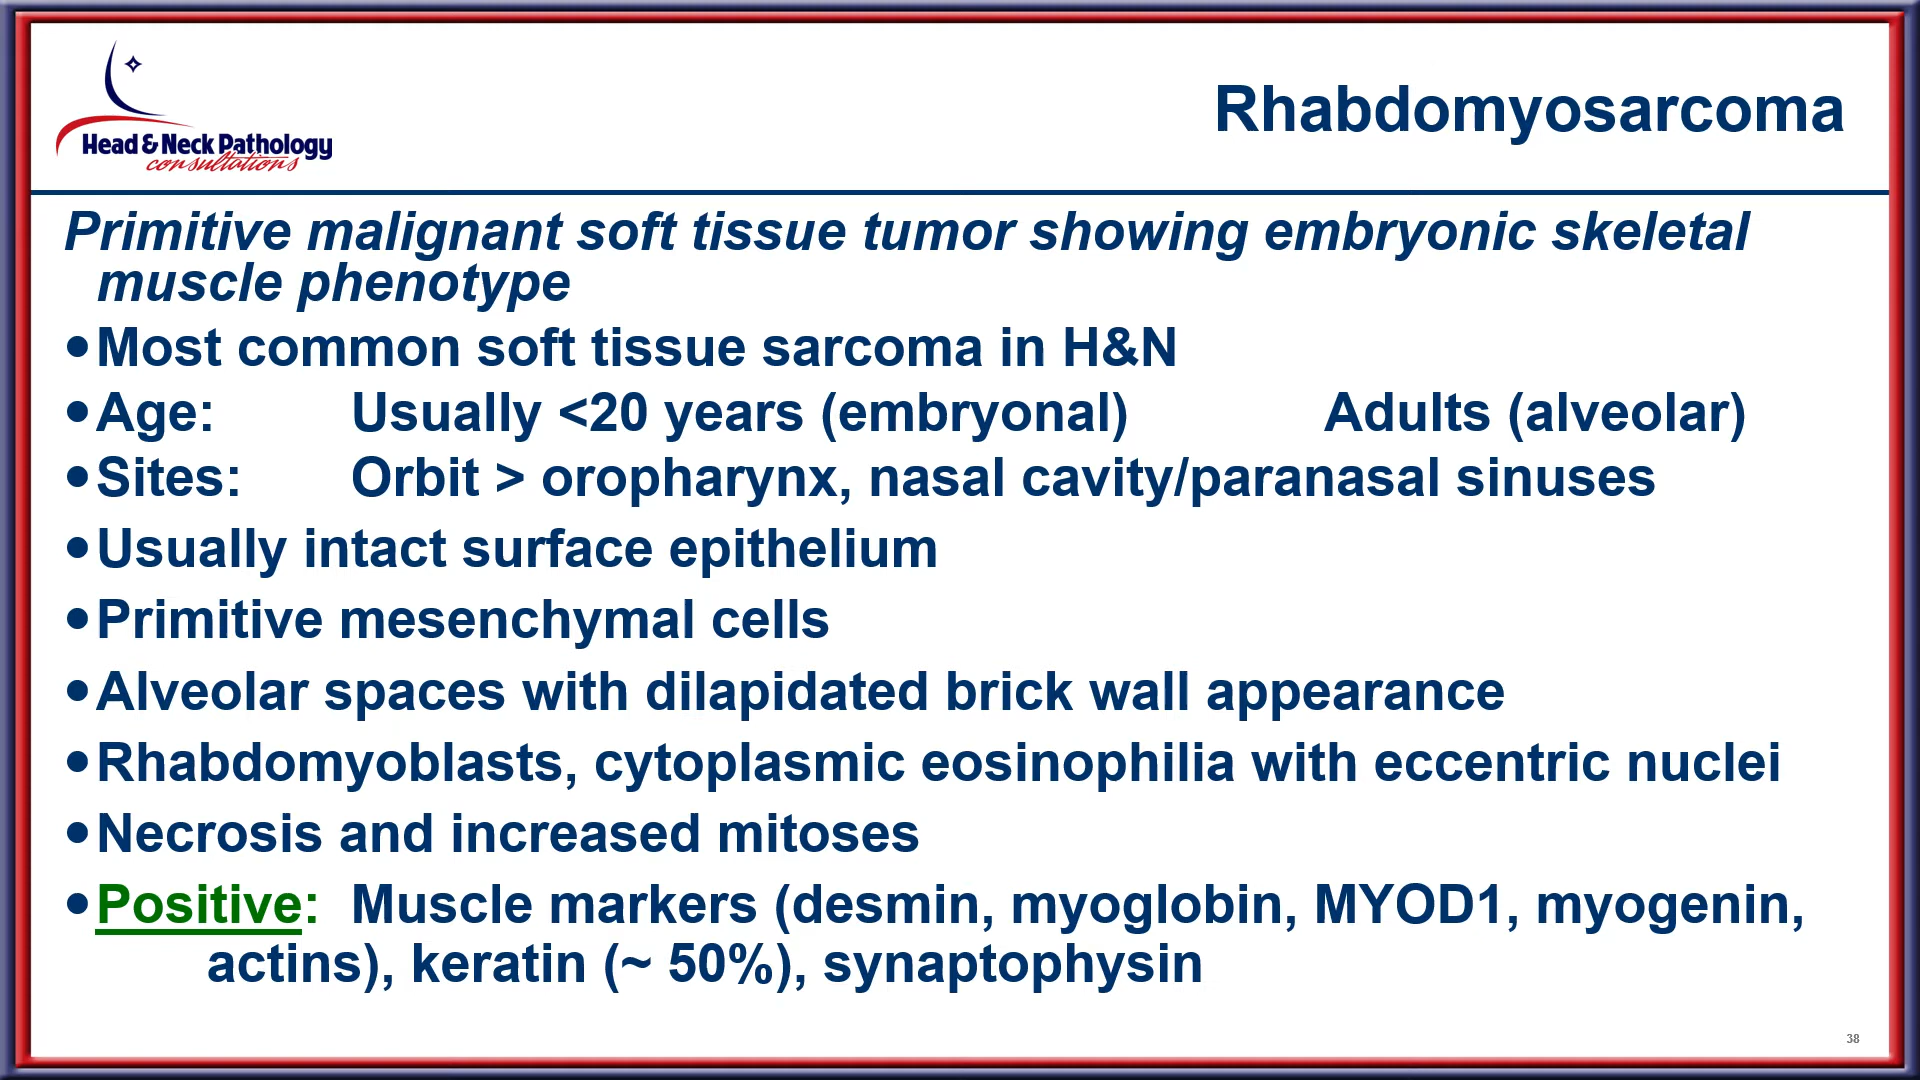 Head & Neck Pathology
consultations
Rhabdomyosarcoma
Primitive malignant soft tissue tumor showing embryonic skeletal
muscle phenotype
• Most common soft tissue sarcoma in H&N
• Age: Usually <20 years (embryonal) Adults (alveolar)
• Sites: Orbit > oropharynx, nasal cavity/paranasal sinuses
• Usually intact surface epithelium
• Primitive mesenchymal cells
• Alveolar spaces with dilapidated brick wall appearance
• Rhabdomyoblasts, cytoplasmic eosinophilia with eccentric nuclei
• Necrosis and increased mitoses
• Positive: Muscle markers (desmin, myoglobin, MYOD1, myogenin,
actins), keratin (~ 50%), synaptophysin
38